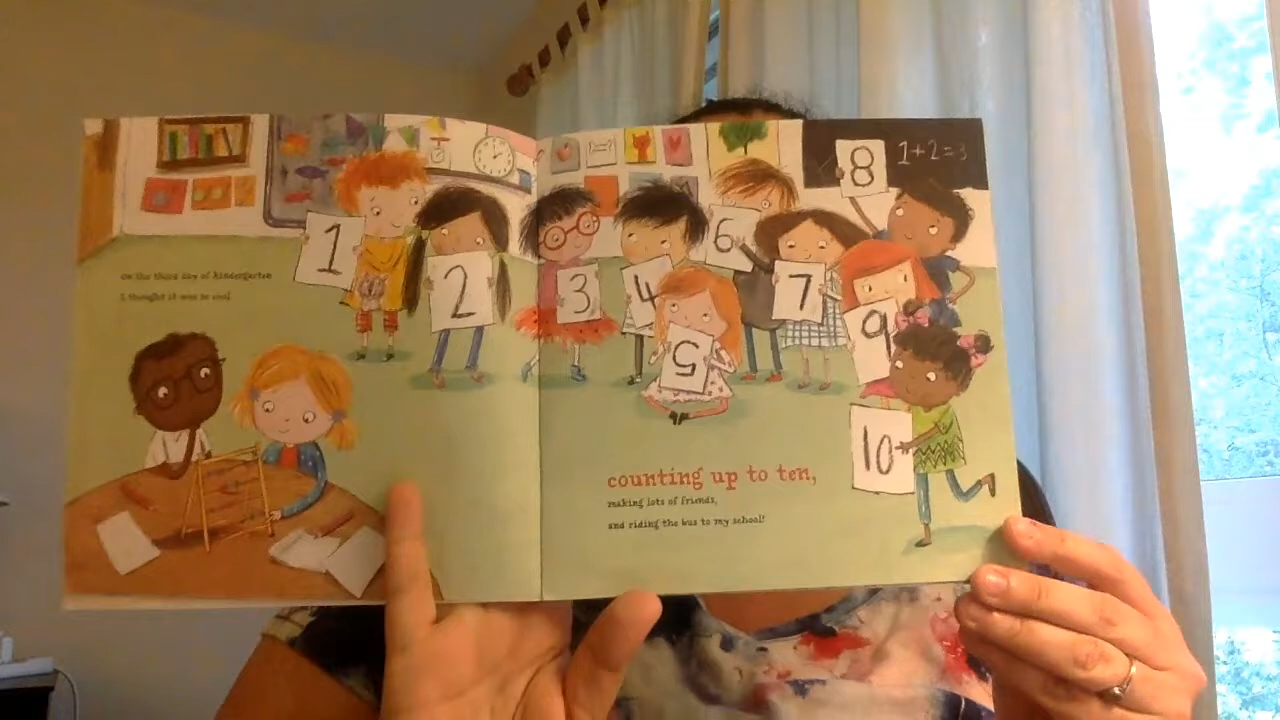 On the third day of kindergarten
I thought it was so cool
1
2
3
4
5
6
7
8
9
10
1+2=3
counting up to ten,
making lots of friends,
and riding the bus to my school!